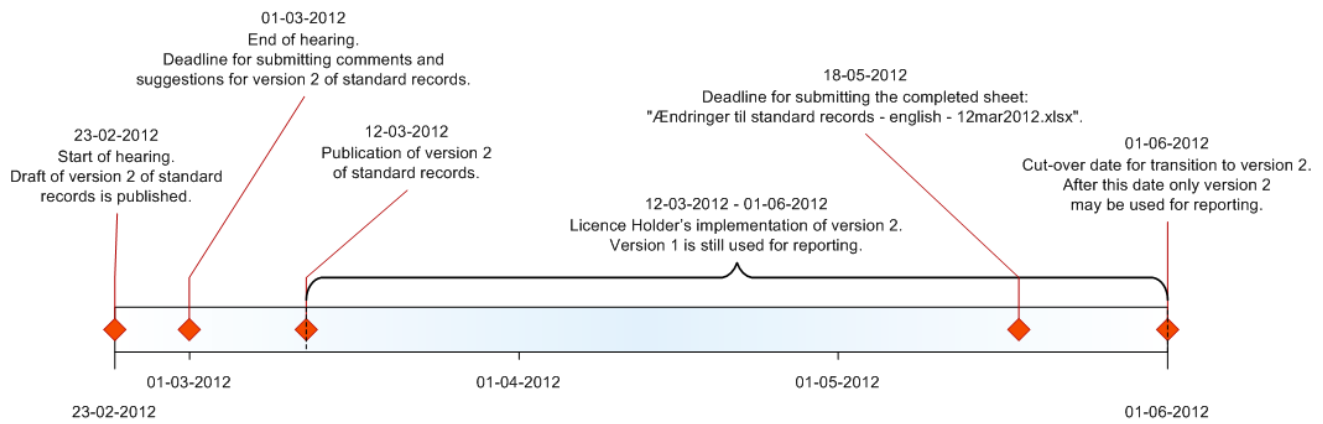 01-03-2012
End of hearing.
Deadline for submitting comments and
suggestions for version 2 of standard records.
18-05-2012
Deadline for submitting the completed sheet:
"Ændringer til standard records - english - 12mar2012.xlsx".
23-02-2012
Start of hearing.
Draft of version 2 of standard
records is published.
12-03-2012
Publication of version 2
of standard records.
01-06-2012
Cut-over date for transition to version 2.
After this date only version 2
may be used for reporting.
12-03-2012 - 01-06-2012
Licence Holder's implementation of version 2.
Version 1 is still used for reporting.
01-03-2012
01-04-2012
01-05-2012
23-02-2012
01-06-2012